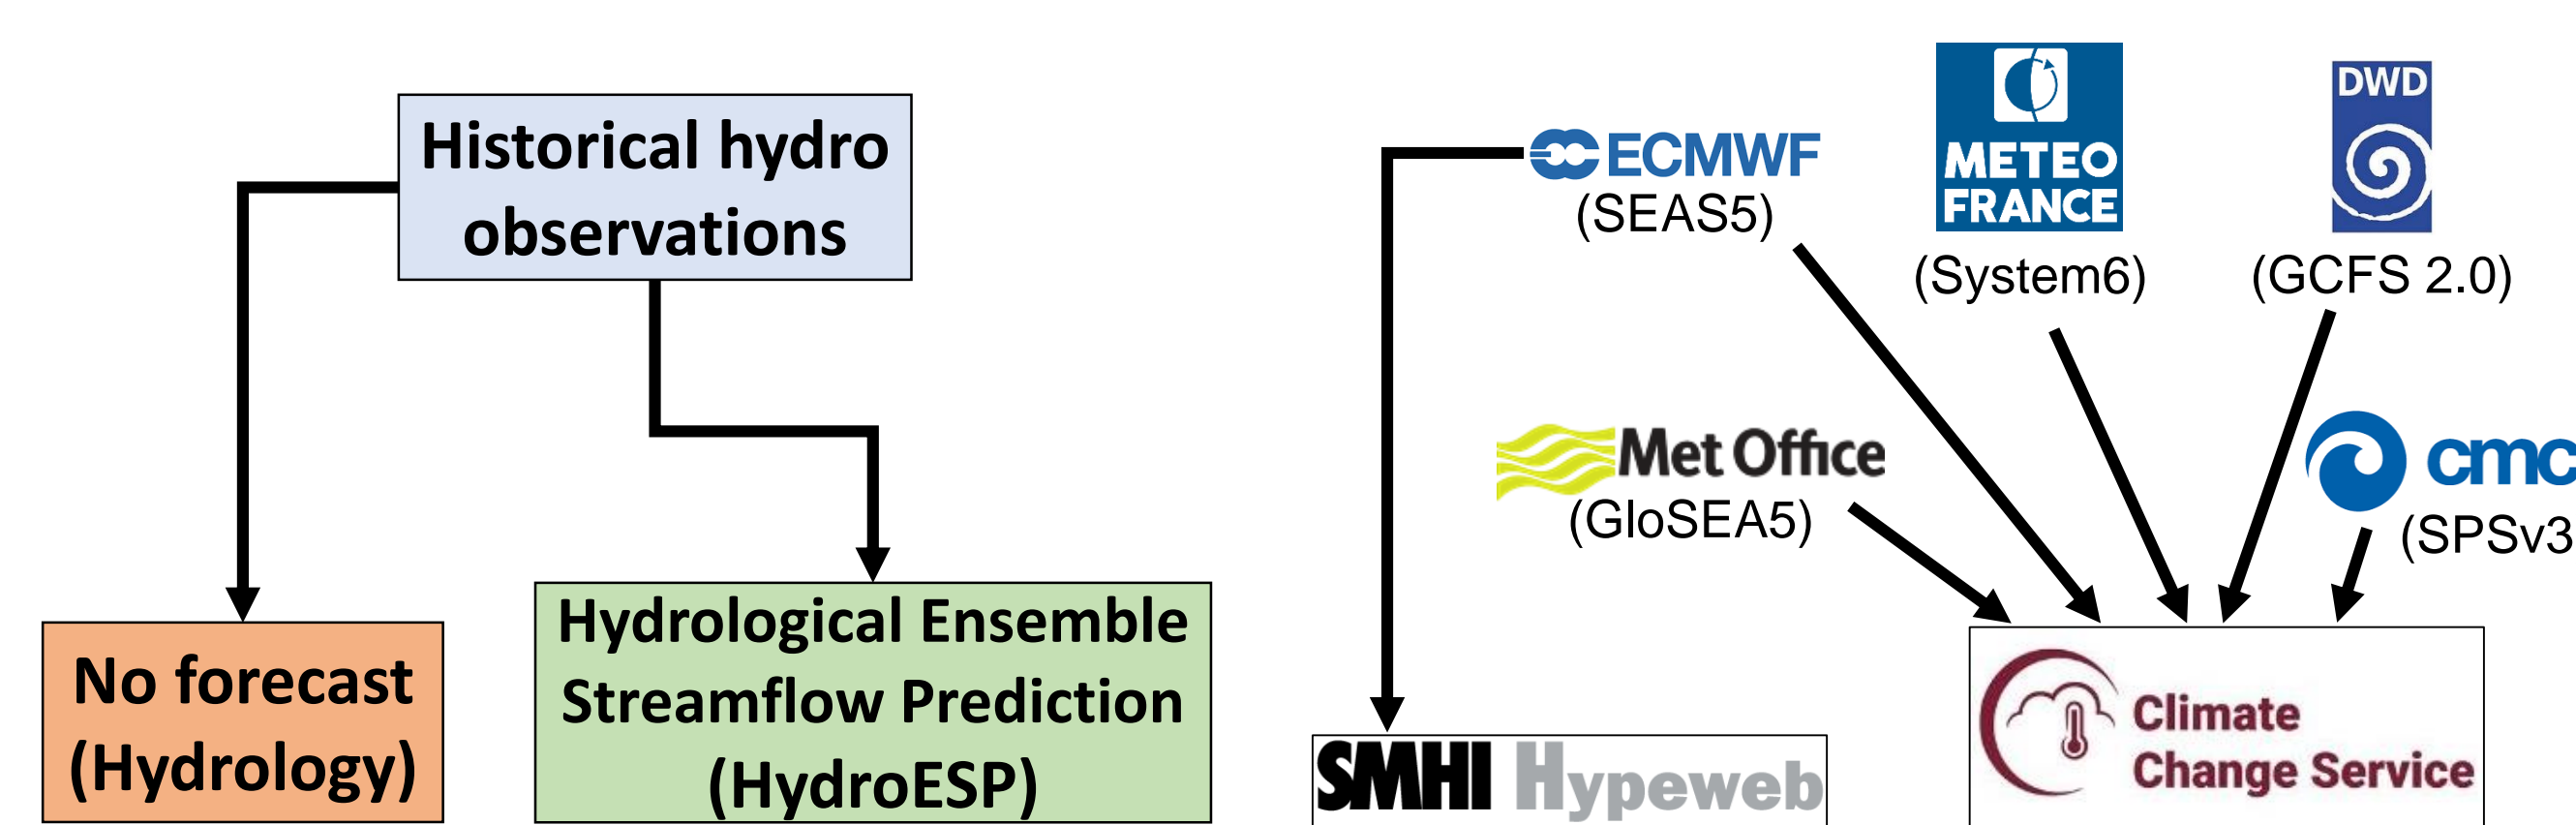 Historical hydro
observations
No forecast
(Hydrology)
Hydrological Ensemble
Streamflow Prediction
(HydroESP)
ECMWF
(SEAS5)
METEO
FRANCE
(System6)
DWD
(GCFS 2.0)
Met Office
(GloSEA5)
cmc
(SPSv3
SMHI Hypeweb
Climate
Change Service